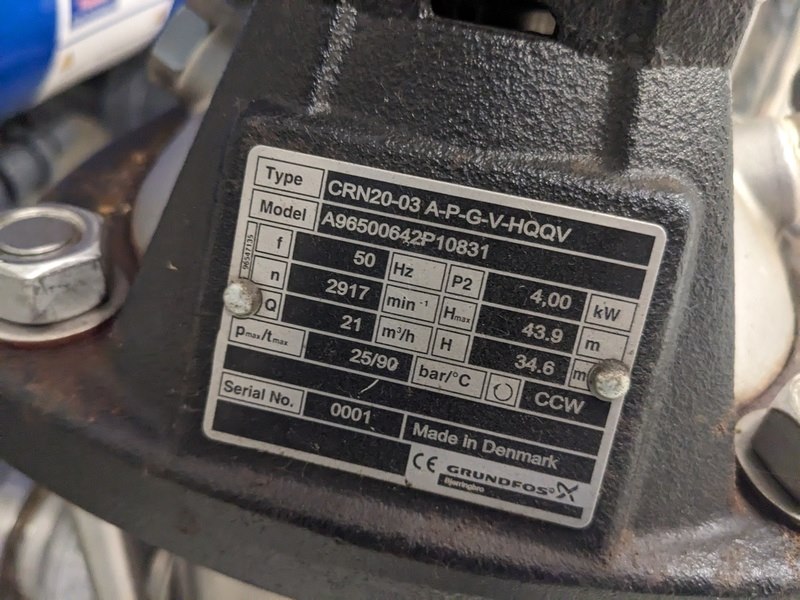 Type CRN20-03 A-P-G-V-HQQV
Model A96500642P10831
f 50 Hz P2 4,00 kW
n 2917 min⁻¹ Hmax 43.9 m
Q 21 m³/h H 34.6 m
pmax/tmax 25/90 bar/°C CCW
Serial No. 0001 Made in Denmark
CE GRUNDFOS
Bjerringbro